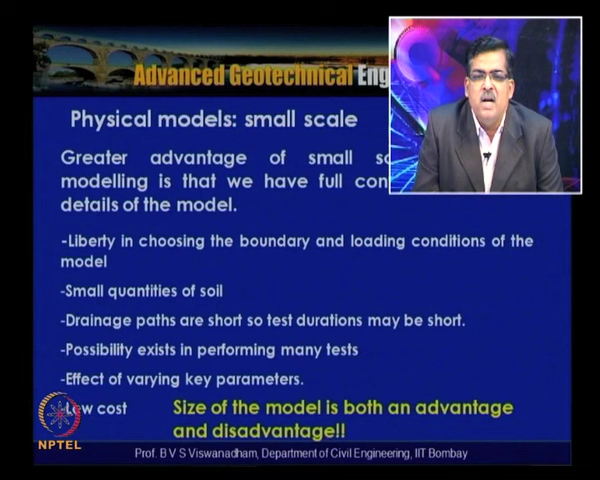 Advanced Geotechnical Eng
Physical models: small scale
Greater advantage of small sc
modelling is that we have full con
details of the model.
-Liberty in choosing the boundary and loading conditions of the
model
-Small quantities of soil
-Drainage paths are short so test durations may be short.
-Possibility exists in performing many tests
-Effect of varying key parameters.
-Low cost
Size of the model is both an advantage
and disadvantage!!
NPTEL
Prof. B V S Viswanadham, Department of Civil Engineering, IIT Bombay